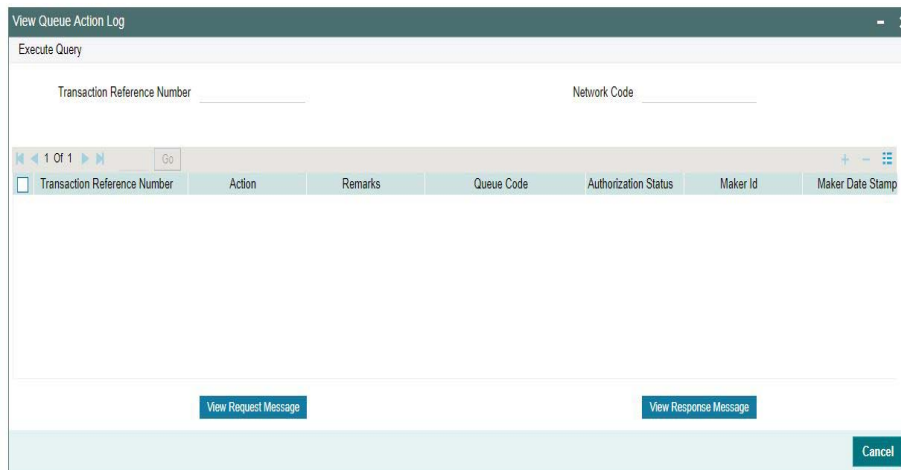 View Queue Action Log
Execute Query
Transaction Reference Number
Network Code
1 Of 1
Go
Transaction Reference Number Action Remarks Queue Code Authorization Status Maker Id Maker Date Stamp
View Request Message
View Response Message
Cancel